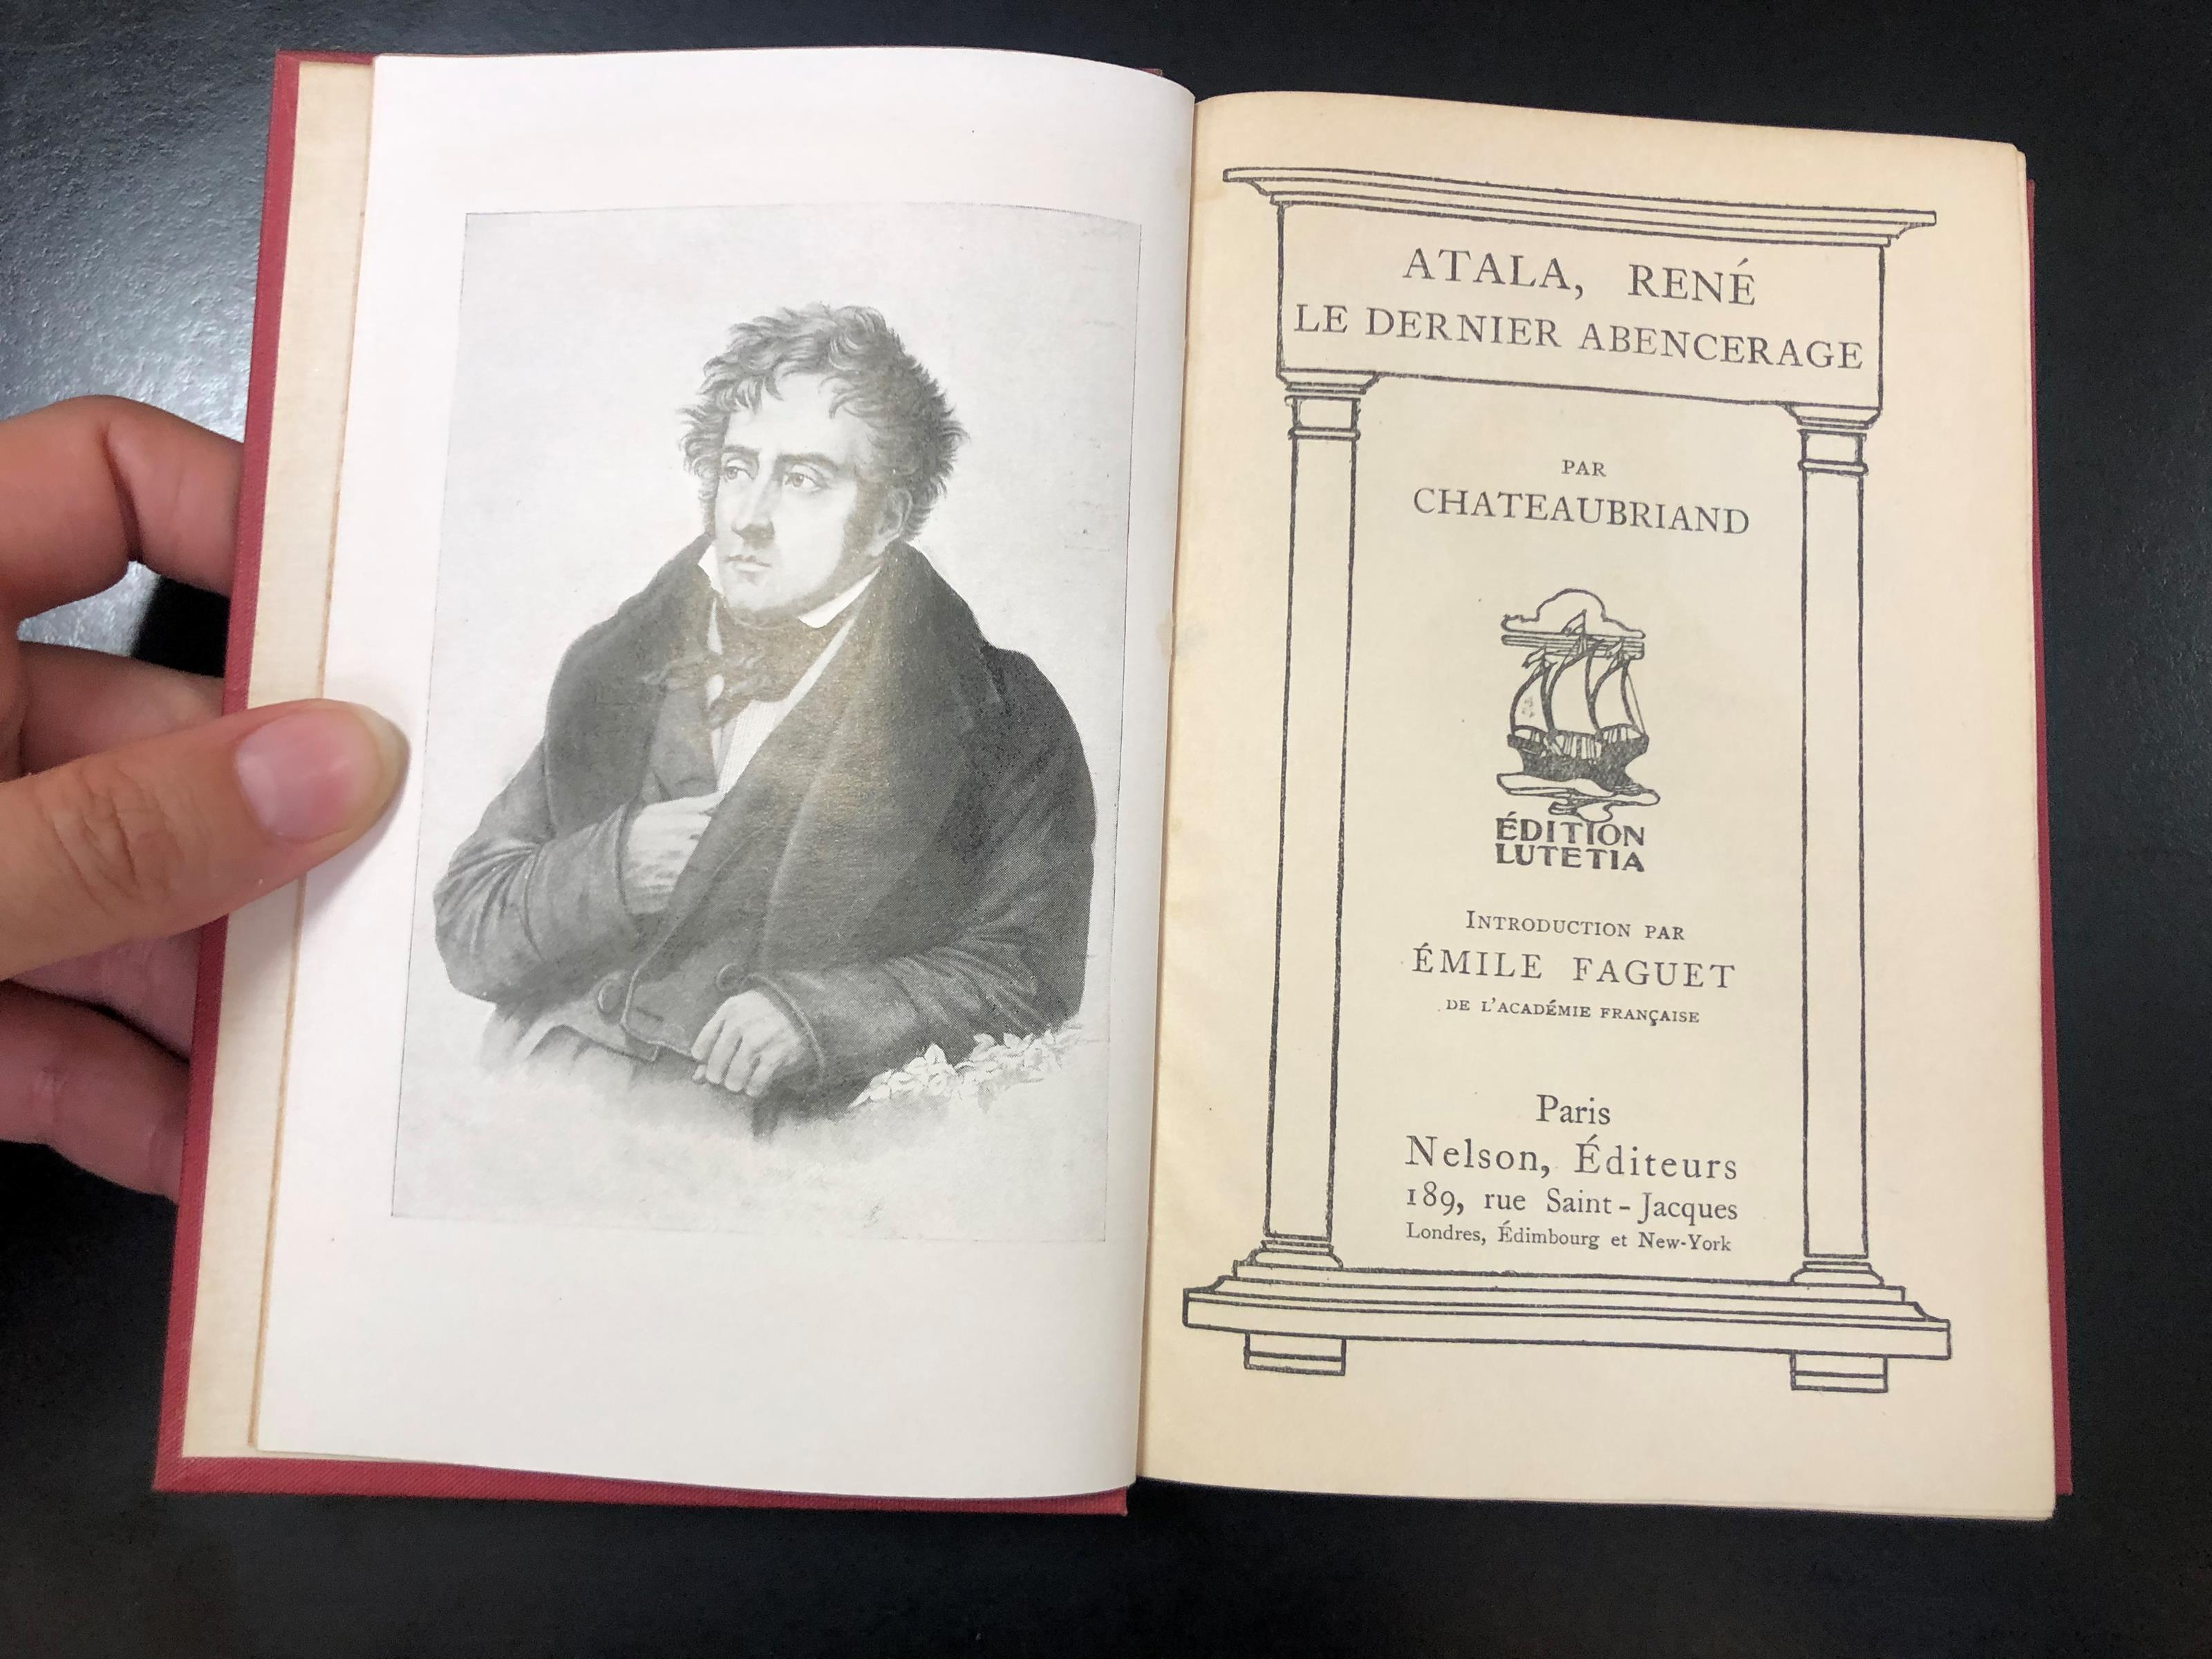 ATALA, RENÉ
LE DERNIER ABENCERAGE
PAR
CHATEAUBRIAND
ÉDITION
LUTETIA
INTRODUCTION PAR
ÉMILE FAGUET
DE L'ACADÉMIE FRANÇAISE
Paris
Nelson, Éditeurs
189, rue Saint-Jacques
Londres, Édimbourg et New-York